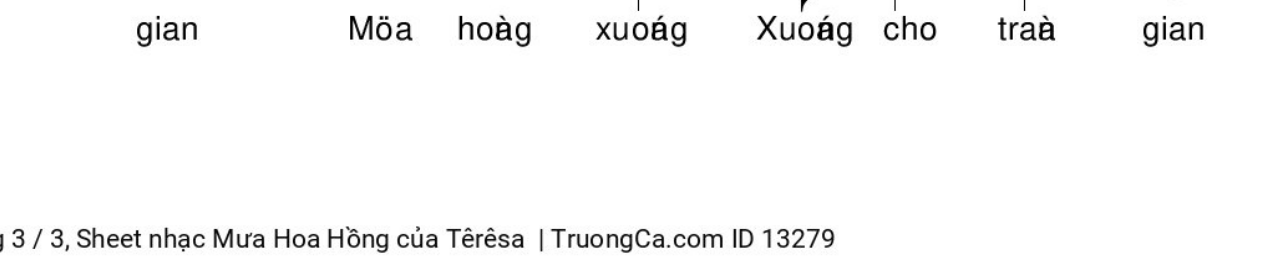 gian Möa hoàg xuoág Xuoág cho traà gian
g 3 / 3, Sheet nhạc Mưa Hoa Hồng của Têrêsa | TruongCa.com ID 13279